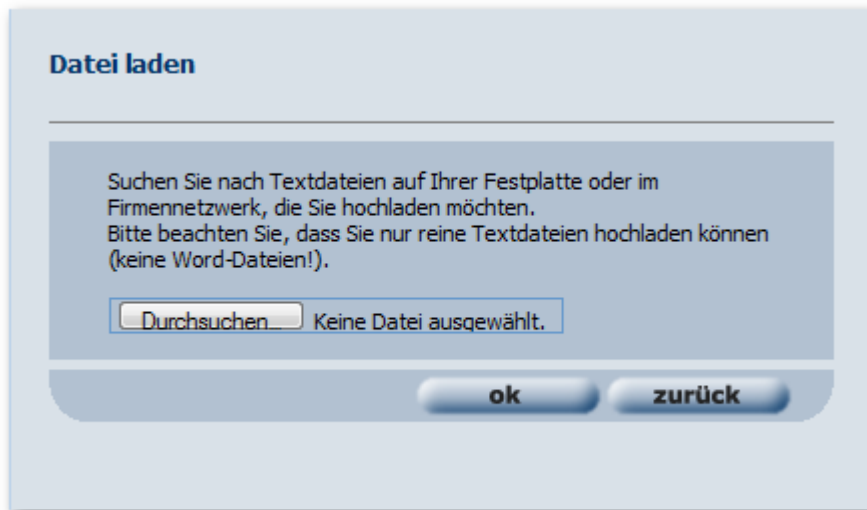 Datei laden
Suchen Sie nach Textdateien auf Ihrer Festplatte oder im
Firmennetzwerk, die Sie hochladen möchten.
Bitte beachten Sie, dass Sie nur reine Textdateien hochladen können
(keine Word-Dateien!).
Durchsuchen... Keine Datei ausgewählt.
ok zurück